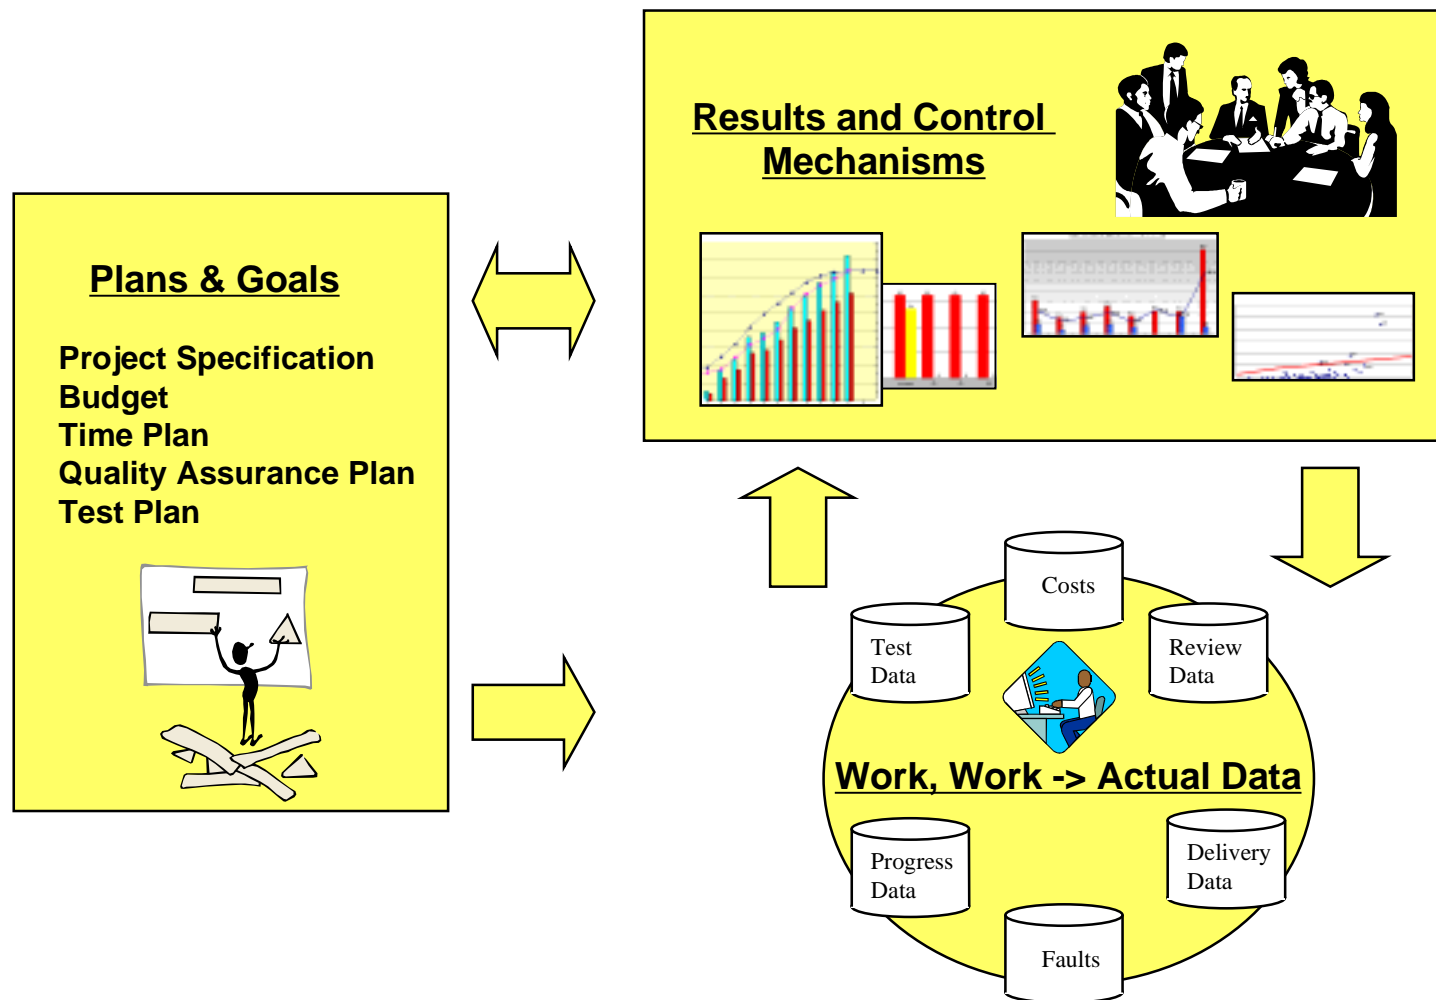 Results and Control
Mechanisms
Plans & Goals
Project Specification
Budget
Time Plan
Quality Assurance Plan
Test Plan
Costs
Test
Data
Review
Data
Work, Work -> Actual Data
Progress
Data
Delivery
Data
Faults